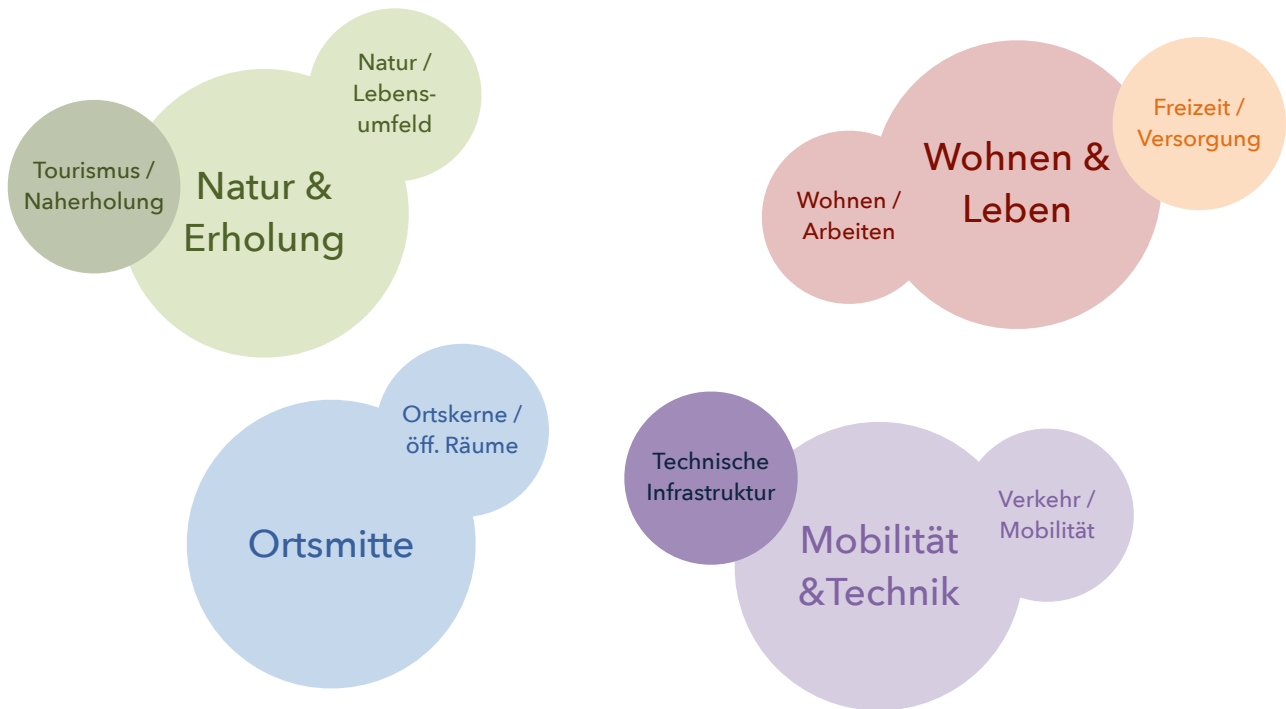 Natur /
Lebens-
umfeld
Tourismus /
Naherholung
Natur &
Erholung
Freizeit /
Versorgung
Wohnen &
Leben
Wohnen /
Arbeiten
Ortskerne /
öff. Räume
Ortsmitte
Technische
Infrastruktur
Verkehr /
Mobilität
Mobilität
&Technik